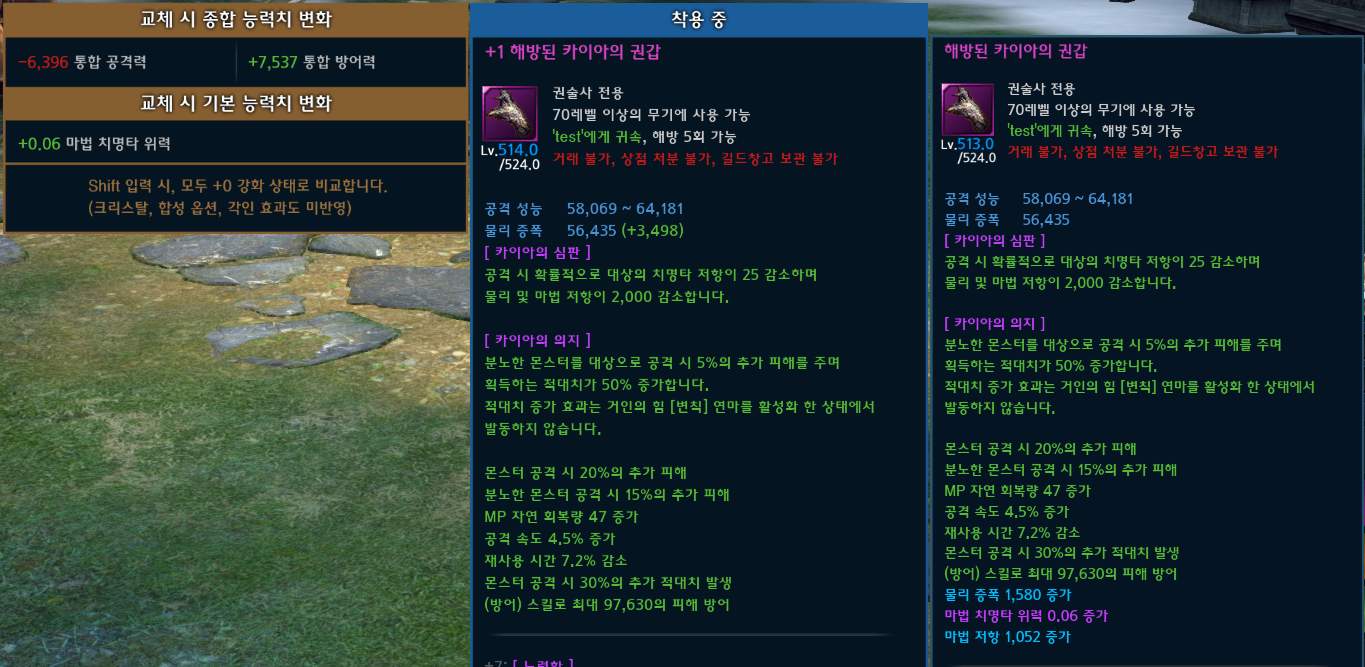 교체 시 종합 능력치 변화
-6,396 통합 공격력
+7,537 통합 방어력
교체 시 기본 능력치 변화
+0.06 마법 치명타 위력
Shift 입력 시, 모두 +0 강화 상태로 비교합니다.
(크리스탈, 합성 옵션, 각인 효과도 미반영)
착용 중
+1 해방된 카이아의 권갑
권술사 전용
70레벨 이상의 무기에 사용 가능
'test'에게 귀속, 해방 5회 가능
Lv.514.0
/524.0
거래 불가, 상점 처분 불가, 길드창고 보관 불가
공격 성능 58,069 ~ 64,181
물리 증폭 56,435 (+3,498)
[ 카이아의 심판 ]
공격 시 확률적으로 대상의 치명타 저항이 25 감소하며
물리 및 마법 저항이 2,000 감소합니다.
[ 카이아의 의지 ]
분노한 몬스터를 대상으로 공격 시 5%의 추가 피해를 주며
획득하는 적대치가 50% 증가합니다.
적대치 증가 효과는 거인의 힘 [변칙] 연마를 활성화 한 상태에서
발동하지 않습니다.
몬스터 공격 시 20%의 추가 피해
분노한 몬스터 공격 시 15%의 추가 피해
MP 자연 회복량 47 증가
공격 속도 4.5% 증가
재사용 시간 7.2% 감소
몬스터 공격 시 30%의 추가 적대치 발생
(방어) 스킬로 최대 97,630의 피해 방어
+7: [ 노련함 ]
해방된 카이아의 권갑
권술사 전용
70레벨 이상의 무기에 사용 가능
'test'에게 귀속, 해방 5회 가능
Lv.513.0
/524.0
거래 불가, 상점 처분 불가, 길드창고 보관 불가
공격 성능 58,069 ~ 64,181
물리 증폭 56,435
[ 카이아의 심판 ]
공격 시 확률적으로 대상의 치명타 저항이 25 감소하며
물리 및 마법 저항이 2,000 감소합니다.
[ 카이아의 의지 ]
분노한 몬스터를 대상으로 공격 시 5%의 추가 피해를 주며
획득하는 적대치가 50% 증가합니다.
적대치 증가 효과는 거인의 힘 [변칙] 연마를 활성화 한 상태에서
발동하지 않습니다.
몬스터 공격 시 20%의 추가 피해
분노한 몬스터 공격 시 15%의 추가 피해
MP 자연 회복량 47 증가
공격 속도 4.5% 증가
재사용 시간 7.2% 감소
몬스터 공격 시 30%의 추가 적대치 발생
(방어) 스킬로 최대 97,630의 피해 방어
물리 증폭 1,580 증가
마법 치명타 위력 0.06 증가
마법 저항 1,052 증가